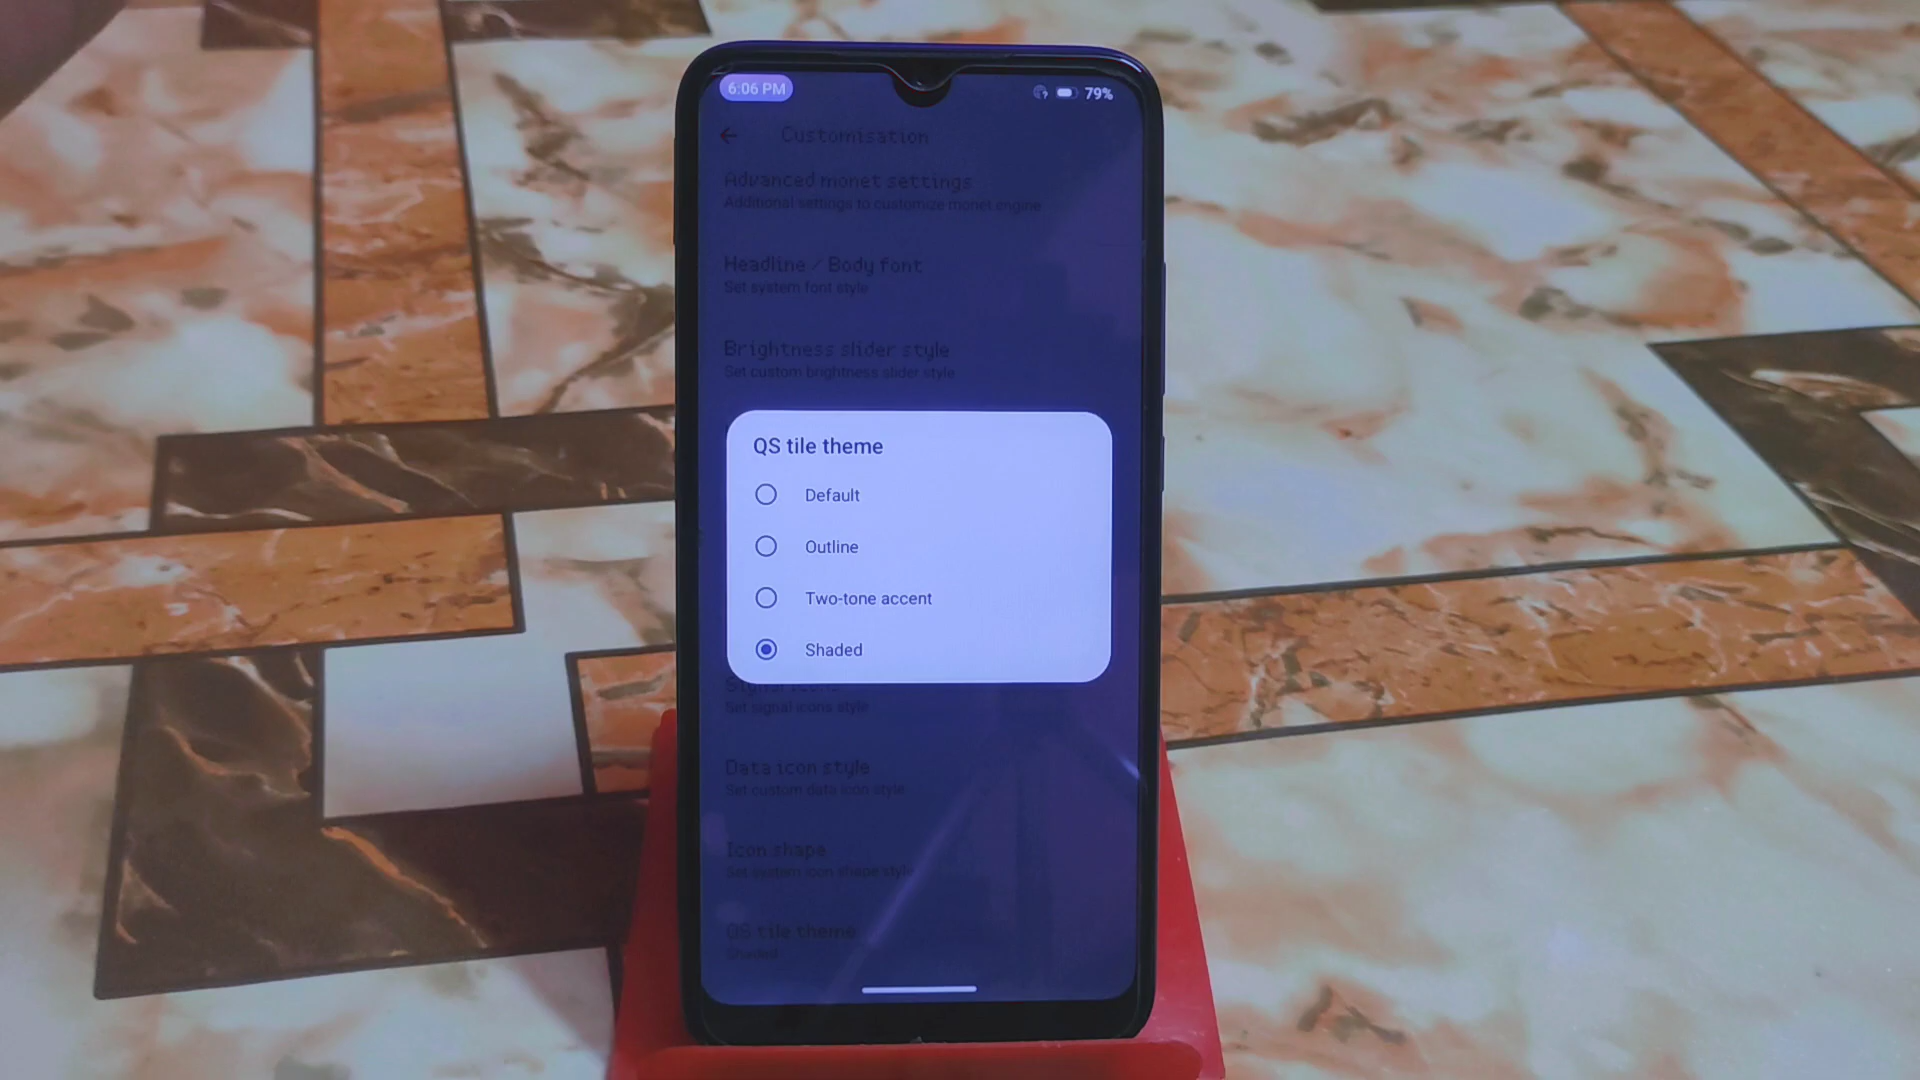 6:06 PM
79%
Customisation
Advanced monet settings
Additional settings to customize monet engine
Headline / Body font
Set system font style
Brightness slider style
Set custom brightness slider style
QS tile theme
Default
Outline
Two-tone accent
Shaded
Signal icons
Set signal icons style
Data icon style
Set custom data icon style
Icon shape
Set system icon shape style
QS tile theme
Shaded